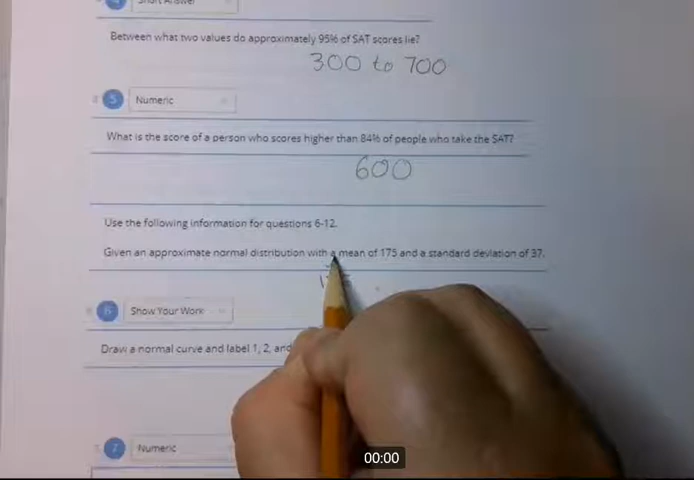 Short Answer
Between what two values do approximately 95% of SAT scores lie?
300 to 700
5 Numeric
What is the score of a person who scores higher than 84% of people who take the SAT?
600
Use the following information for questions 6-12.
Given an approximate normal distribution with a mean of 175 and a standard deviation of 37.
6 Show Your Work
Draw a normal curve and label 1, 2, and
7 Numeric
00:00